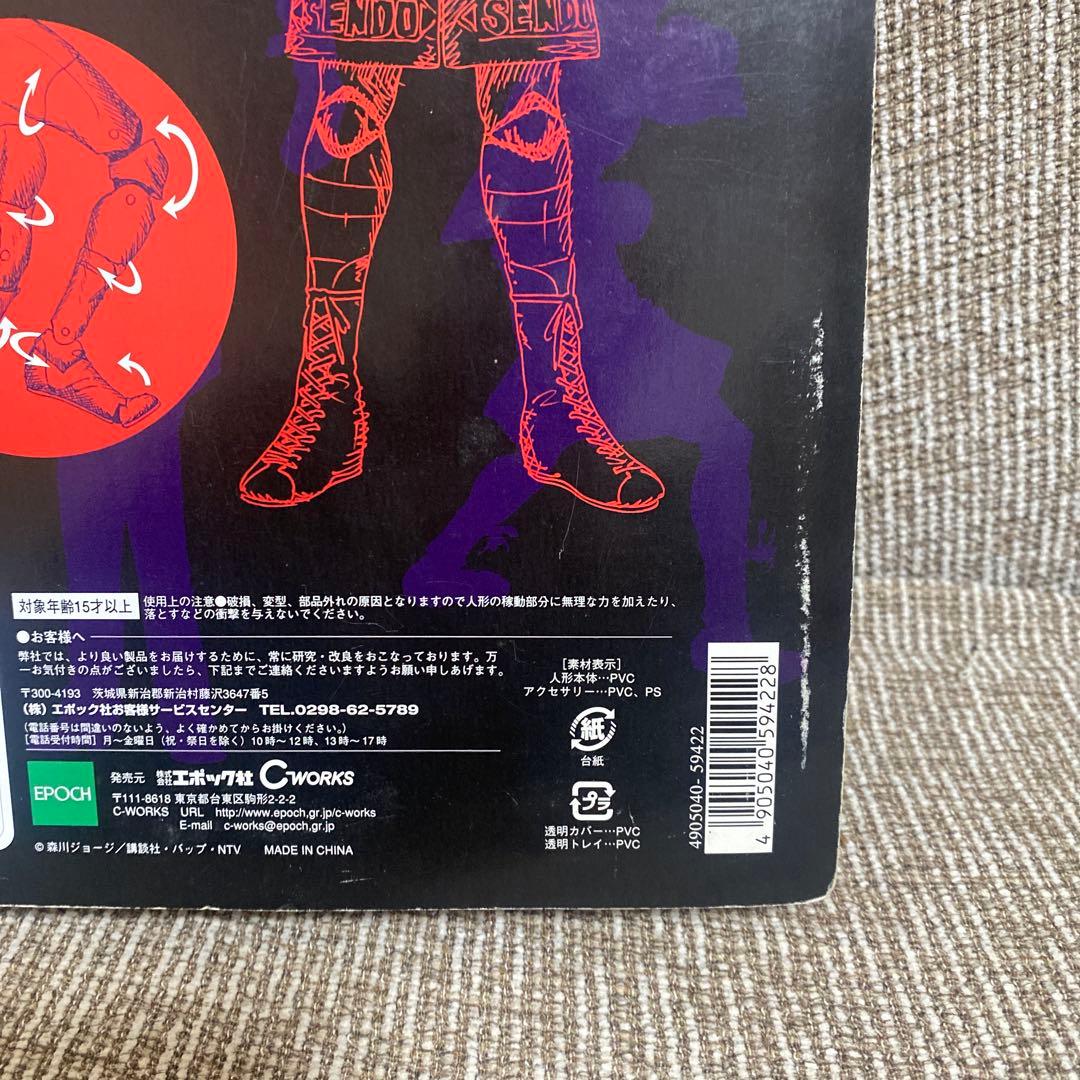 SENDO SENDO
対象年齢15才以上
使用上の注意●破損、変型、部品外れの原因となりますので人形の稼動部分に無理な力を加えたり、
落とすなどの衝撃を与えないでください。
●お客様へ
弊社では、より良い製品をお届けするために、常に研究・改良をおこなっております。万
一お気付きの点がございましたら、下記までご連絡くださいますようお願い申しあげます。
〒300-4193 茨城県新治郡新治村藤沢3647番5
(株)エポック社お客様サービスセンター TEL.0298-62-5789
(電話番号は間違いのないよう、よく確かめてからお掛けください。)
[電話受付時間]月〜金曜日(祝・祭日を除く)10時〜12時、13時〜17時
EPOCH
発売元 株式会社エポック社 C-WORKS
〒111-8618 東京都台東区駒形2-2-2
C-WORKS URL http://www.epoch.gr.jp/c-works
E-mail c-works@epoch.gr.jp
©森川ジョージ/講談社・バップ・NTV MADE IN CHINA
[素材表示]
人形本体…PVC
アクセサリー…PVC、PS
紙
台紙
プラ
透明カバー…PVC
透明トレイ…PVC
4905040-59422
4 905040 594228